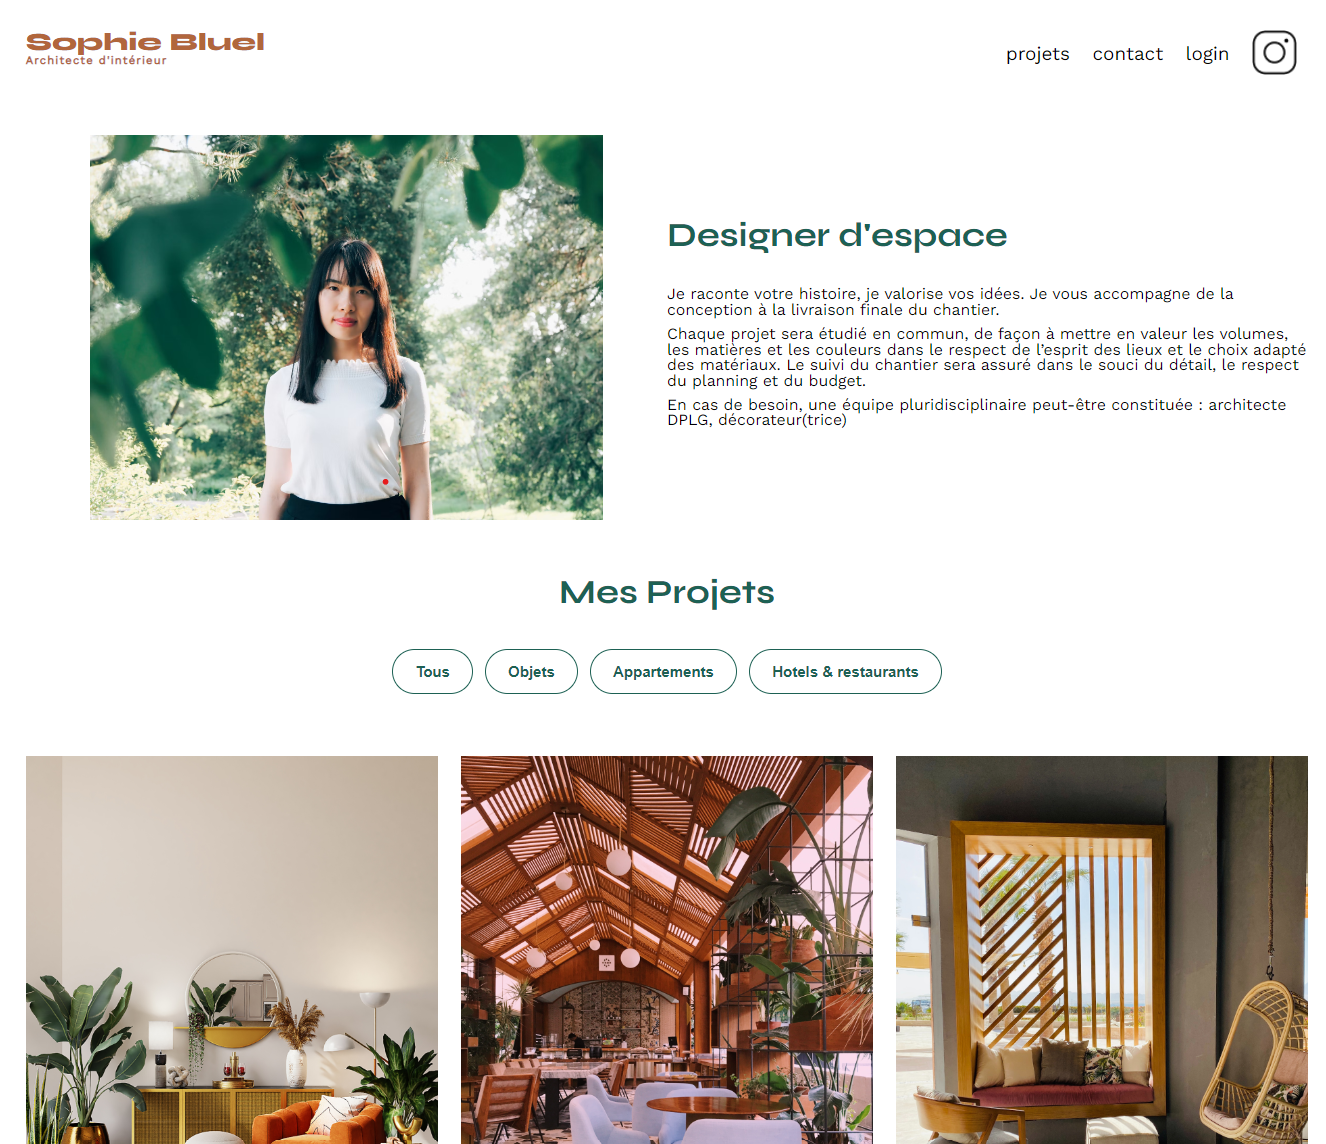 Sophie Bluel
Architecte d'intérieur
projets
contact
login
Designer d'espace
Je raconte votre histoire, je valorise vos idées. Je vous accompagne de la
conception à la livraison finale du chantier.
Chaque projet sera étudié en commun, de façon à mettre en valeur les volumes,
les matières et les couleurs dans le respect de l'esprit des lieux et le choix adapté
des matériaux. Le suivi du chantier sera assuré dans le souci du détail, le respect
du planning et du budget.
En cas de besoin, une équipe pluridisciplinaire peut-être constituée : architecte
DPLG, décorateur(trice)
Mes Projets
Tous
Objets
Appartements
Hotels & restaurants